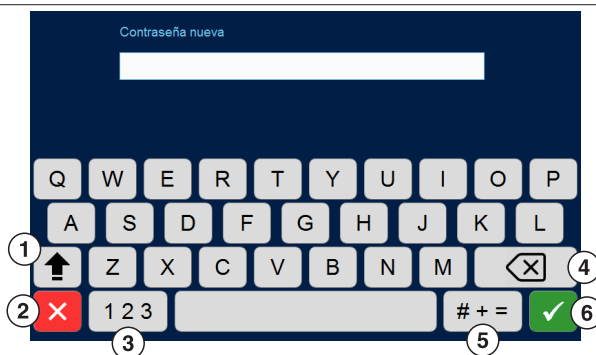 Contraseña nueva
Q W E R T Y U I O P
A S D F G H J K L
1 Z X C V B N M 4
2 1 2 3 # + = 6
3 5